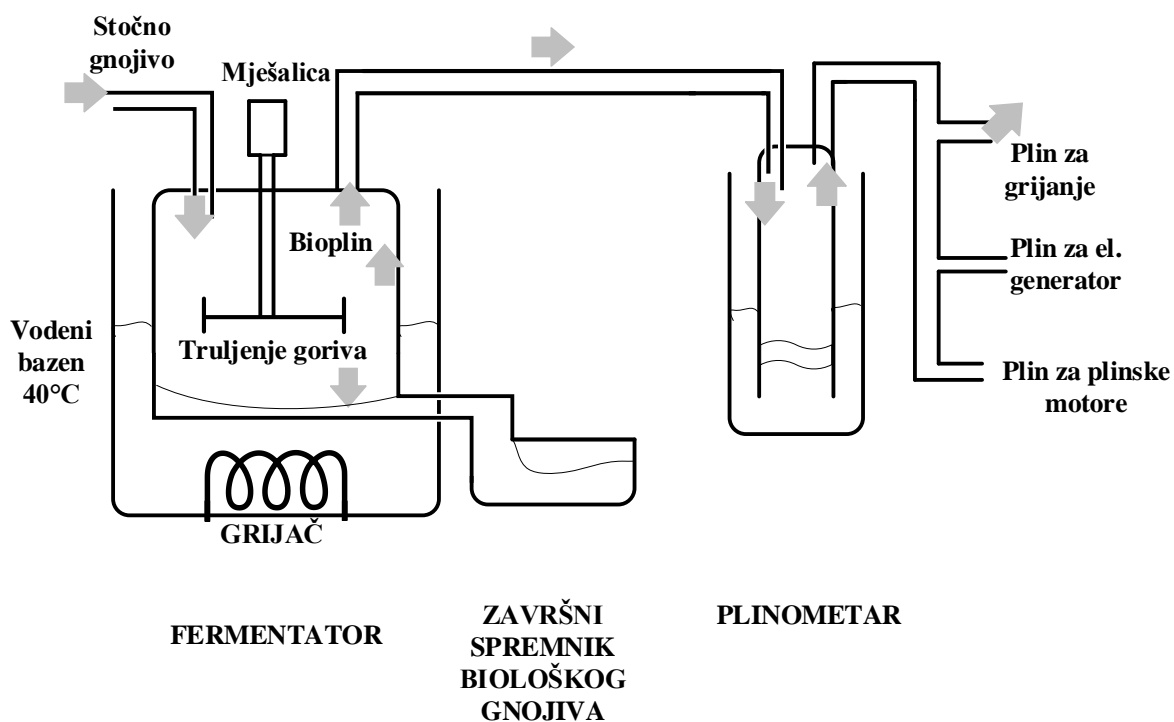 Stočno
gnojivo
Mješalica
Bioplin
Truljenje goriva
Vodeni
bazen
40°C
GRIJAČ
Plin za
grijanje
Plin za el.
generator
Plin za plinske
motore
FERMENTATOR
ZAVRŠNI
SPREMNIK
BIOLOŠKOG
GNOJIVA
PLINOMETAR